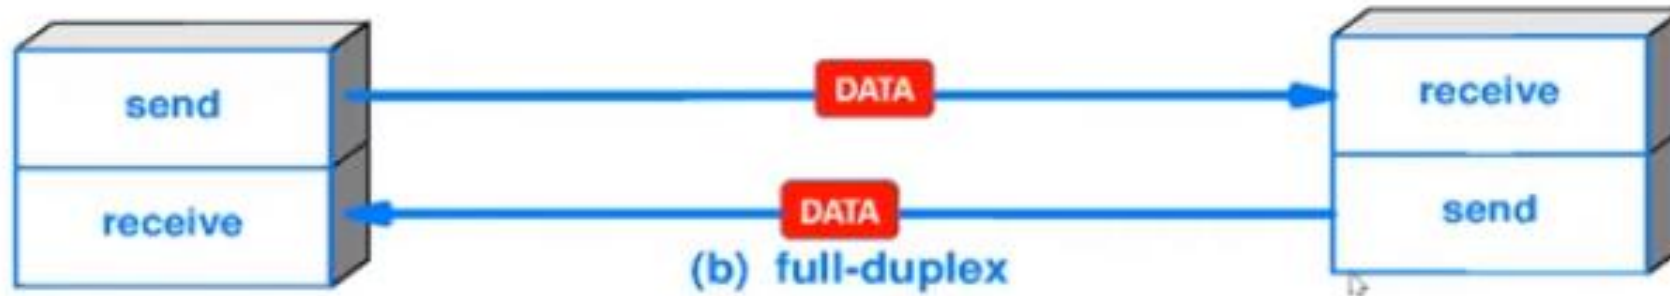 send DATA receive
receive DATA send
(b) full-duplex